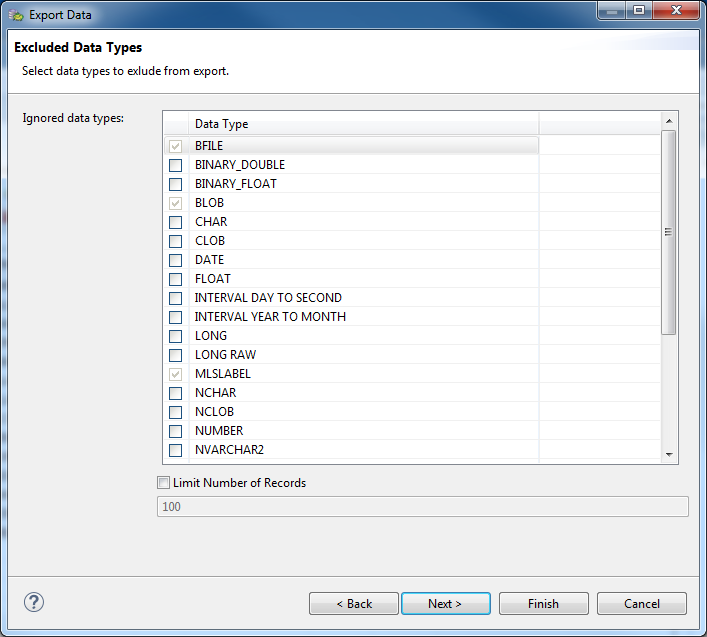 Export Data
Excluded Data Types
Select data types to exlude from export.
Ignored data types:
Data Type
BFILE
BINARY_DOUBLE
BINARY_FLOAT
BLOB
CHAR
CLOB
DATE
FLOAT
INTERVAL DAY TO SECOND
INTERVAL YEAR TO MONTH
LONG
LONG RAW
MLSLABEL
NCHAR
NCLOB
NUMBER
NVARCHAR2
Limit Number of Records
100
?
< Back Next > Finish Cancel